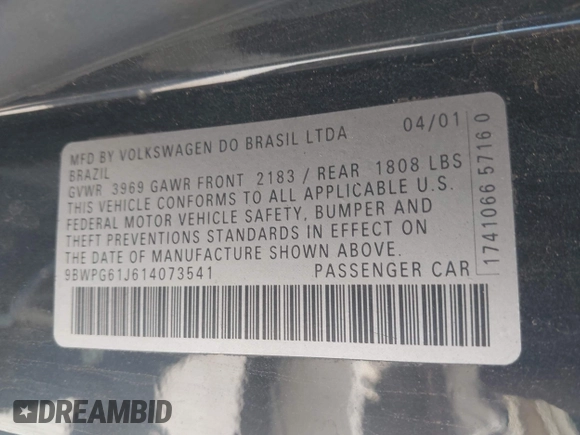 MFD BY VOLKSWAGEN DO BRASIL LTDA 04/01
BRAZIL
GVWR 3969 GAWR FRONT 2183 / REAR 1808 LBS
THIS VEHICLE CONFORMS TO ALL APPLICABLE U.S.
FEDERAL MOTOR VEHICLE SAFETY, BUMPER AND
THEFT PREVENTIONS STANDARDS IN EFFECT ON
THE DATE OF MANUFACTURE SHOWN ABOVE.
9BWPG61J614073541 PASSENGER CAR
1741066 57160
DREAMBID